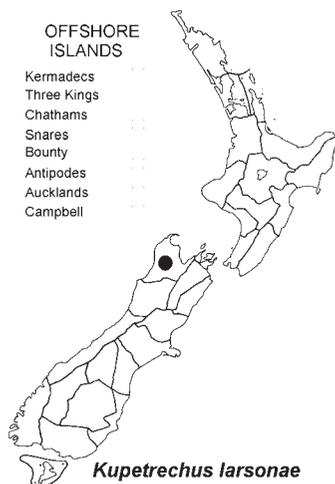 OFFSHORE
ISLANDS
Kermadecs
Three Kings
Chathams
Snares
Bounty
Antipodes
Aucklands
Campbell
Kupetrechus larsonae